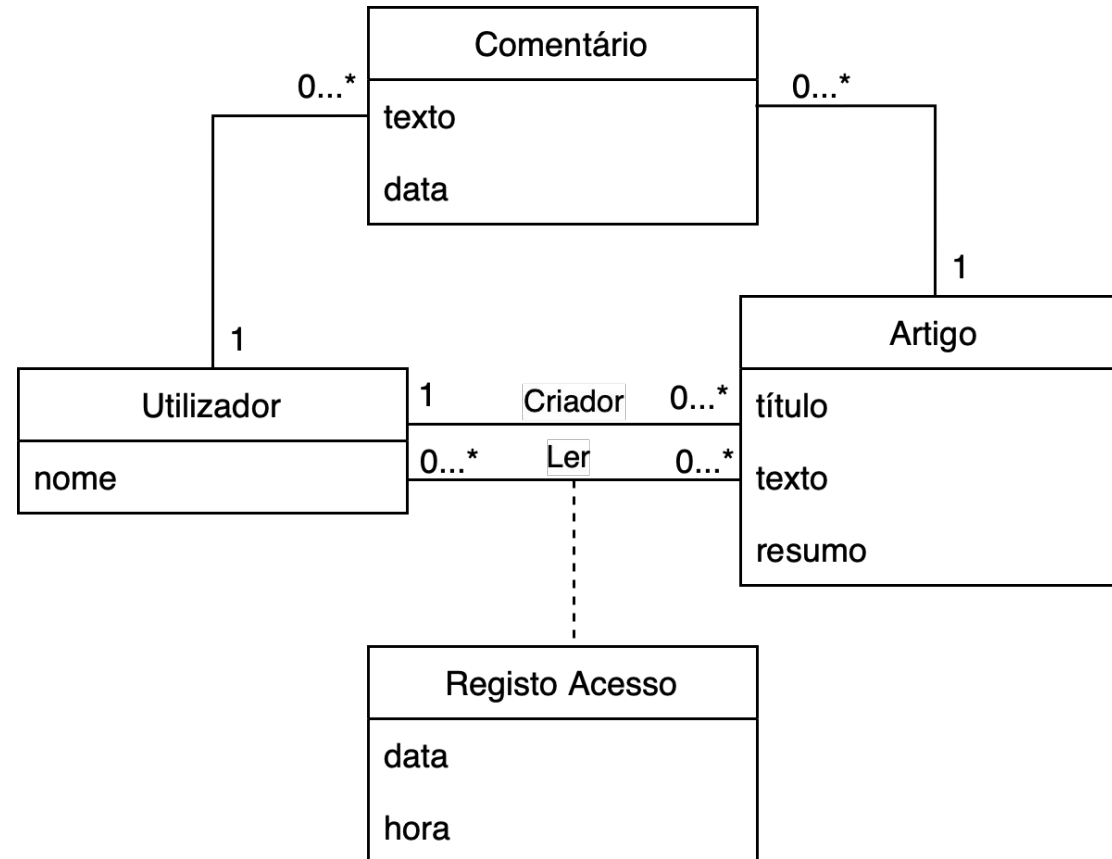 Comentário
0...*
0...*
texto
data
1
1
Artigo
Utilizador
1
Criador
0...*
título
nome
0...*
Ler
0...*
texto
resumo
Registo Acesso
data
hora